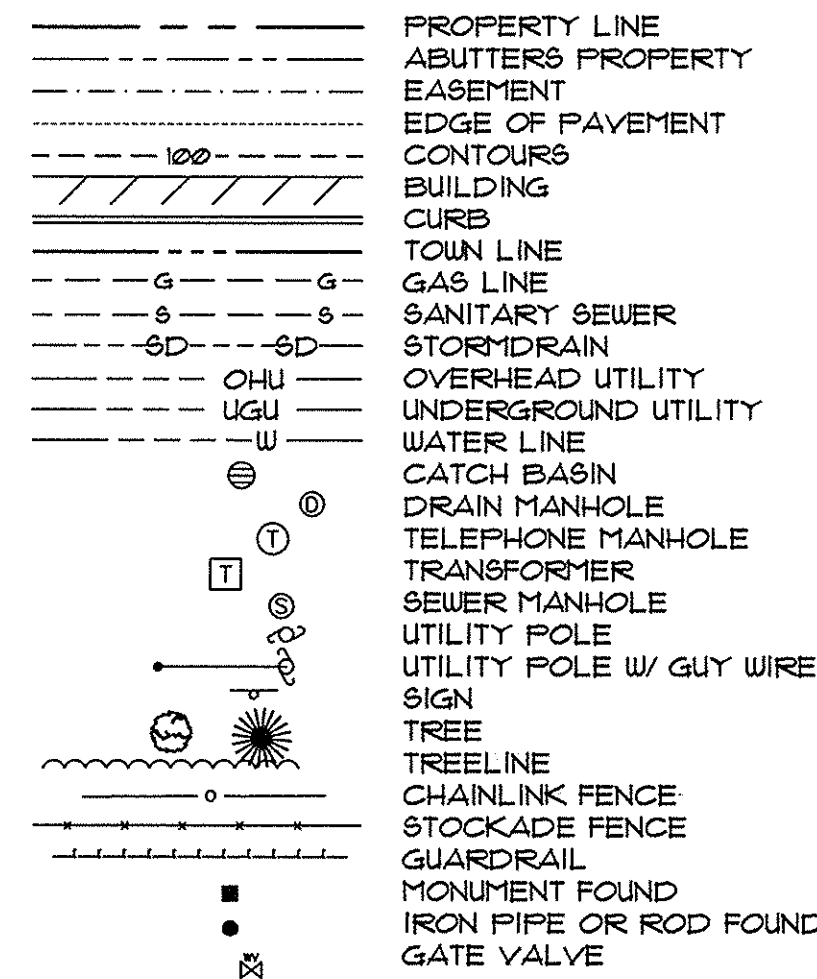 PROPERTY LINE
ABUTTERS PROPERTY
EASEMENT
EDGE OF PAVEMENT
100 CONTOURS
BUILDING
CURB
TOWN LINE
G G GAS LINE
S S SANITARY SEWER
SD SD STORMDRAIN
OHU OVERHEAD UTILITY
UGU UNDERGROUND UTILITY
W WATER LINE
CATCH BASIN
D DRAIN MANHOLE
T TELEPHONE MANHOLE
T TRANSFORMER
S SEWER MANHOLE
UTILITY POLE
UTILITY POLE W/ GUY WIRE
SIGN
TREE
TREELINE
CHAINLINK FENCE
STOCKADE FENCE
GUARDRAIL
MONUMENT FOUND
IRON PIPE OR ROD FOUND
WV GATE VALVE